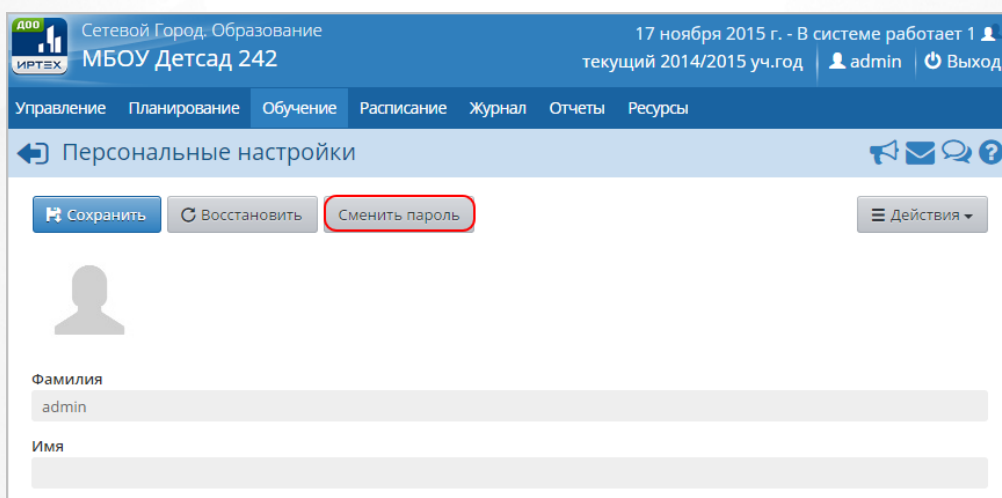 ДОО
ИРТЕХ
Сетевой Город. Образование
МБОУ Детсад 242
17 ноября 2015 г. - В системе работает 1
текущий 2014/2015 уч.год
admin
Выход
Управление Планирование Обучение Расписание Журнал Отчеты Ресурсы
Персональные настройки
?
Сохранить
Восстановить
Сменить пароль
Действия
Фамилия
admin
Имя